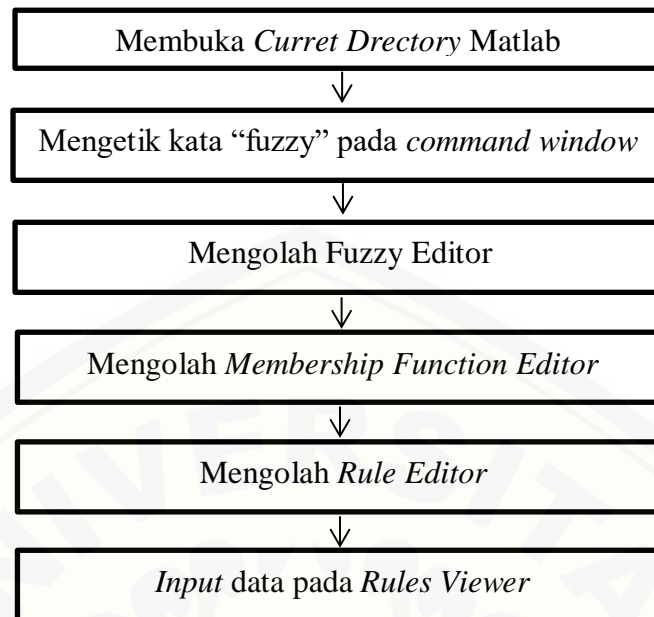 Membuka Curret Drectory Matlab
Mengetik kata “fuzzy” pada command window
Mengolah Fuzzy Editor
Mengolah Membership Function Editor
Mengolah Rule Editor
Input data pada Rules Viewer